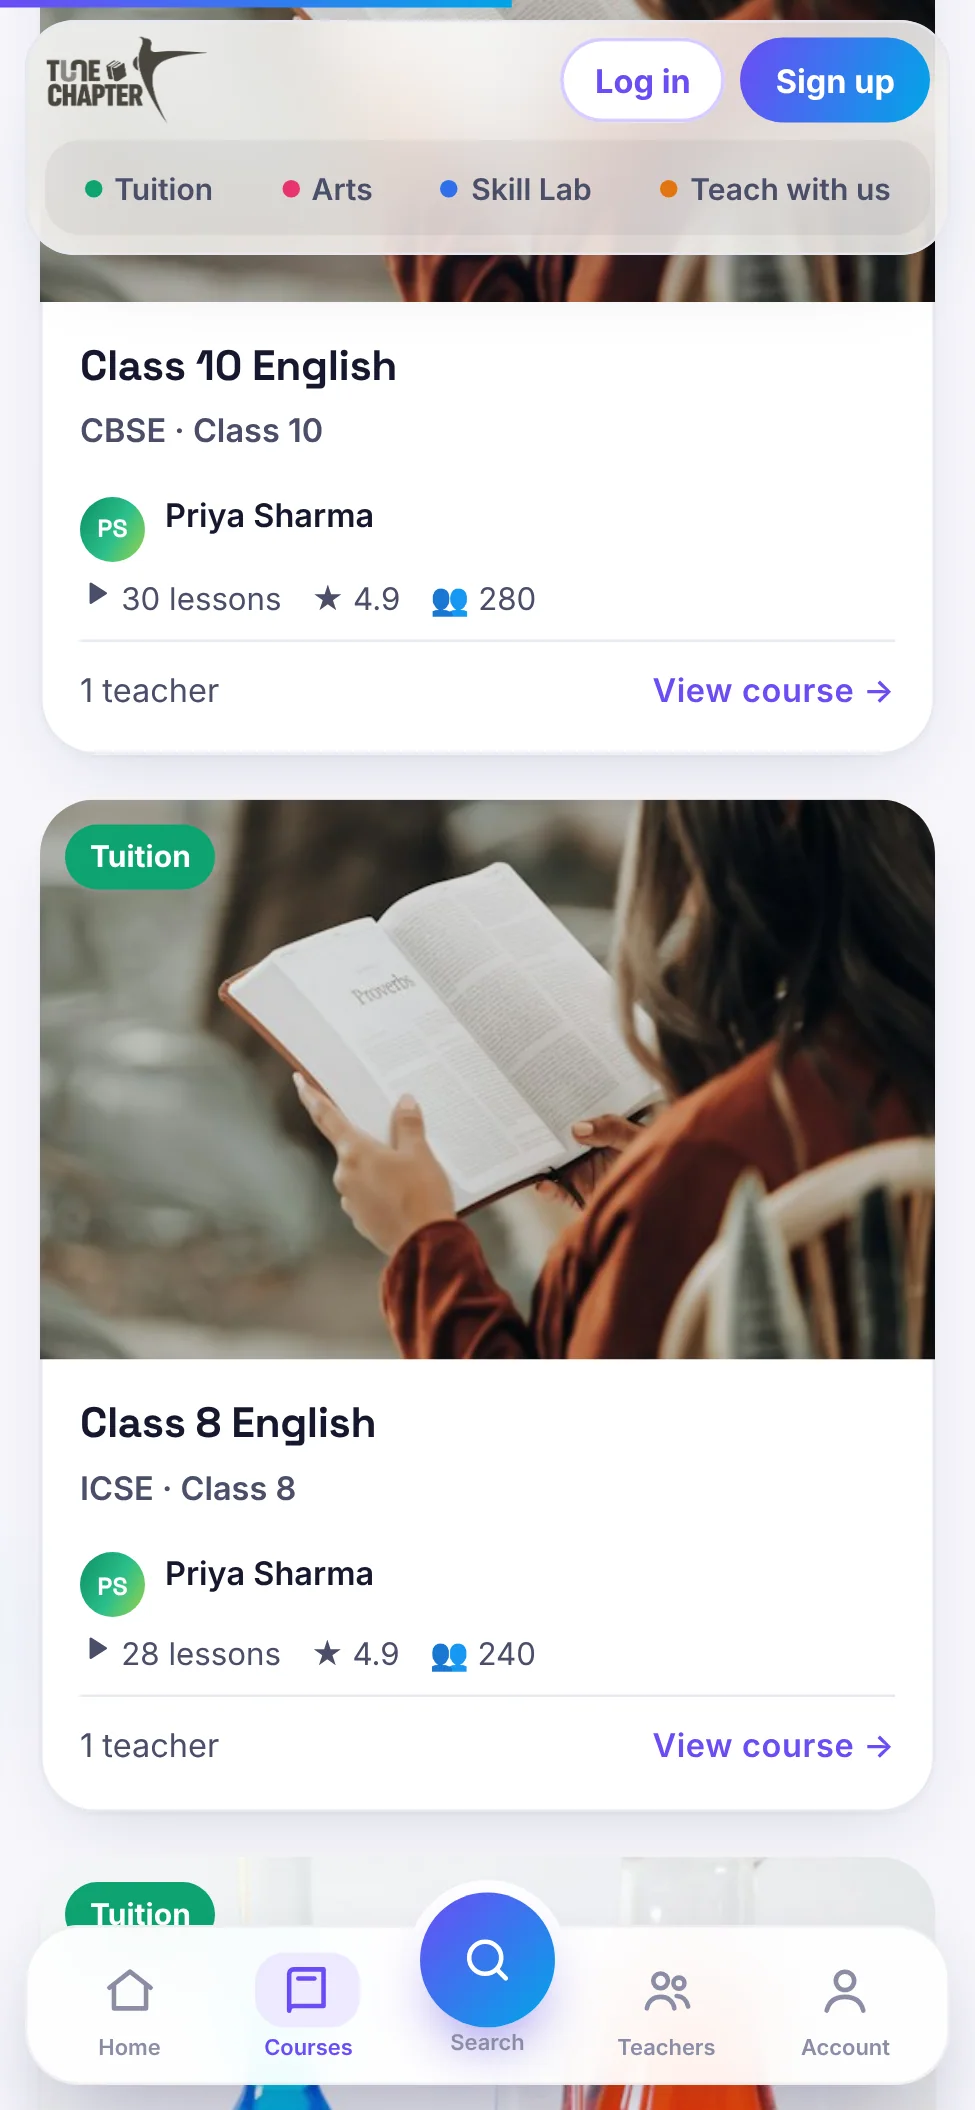 TUNE
CHAPTER
Log in
Sign up
Tuition
Arts
Skill Lab
Teach with us
Class 10 English
CBSE · Class 10
PS
Priya Sharma
30 lessons ★ 4.9 👥 280
1 teacher
View course →
Tuition
Proverbs
Class 8 English
ICSE · Class 8
PS
Priya Sharma
28 lessons ★ 4.9 👥 240
1 teacher
View course →
Tuition
Home
Courses
Search
Teachers
Account